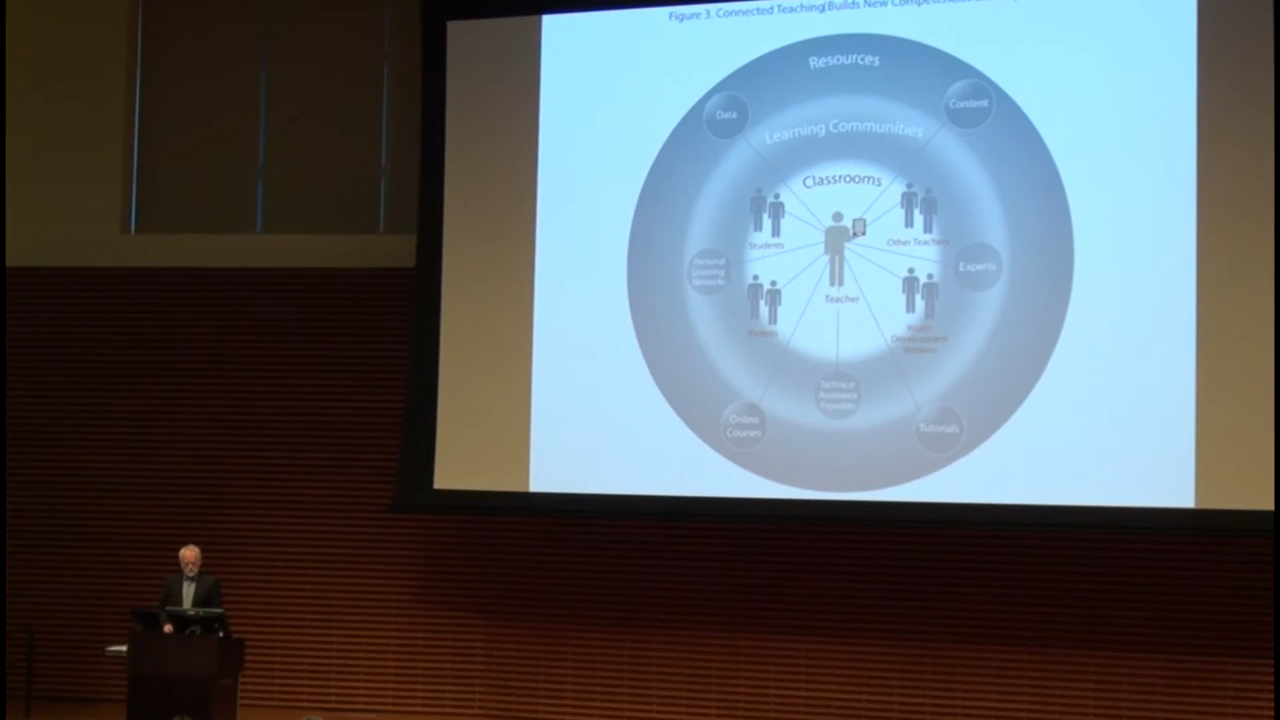 Figure 3. Connected Teaching Builds New Competencies
Resources
Data
Content
Learning Communities
Classrooms
Students
Other Teachers
Personal
Learning
Networks
Experts
Teacher
Parents
Youth
Development
Workers
Technical
Assistance
Providers
Online
Courses
Tutorials